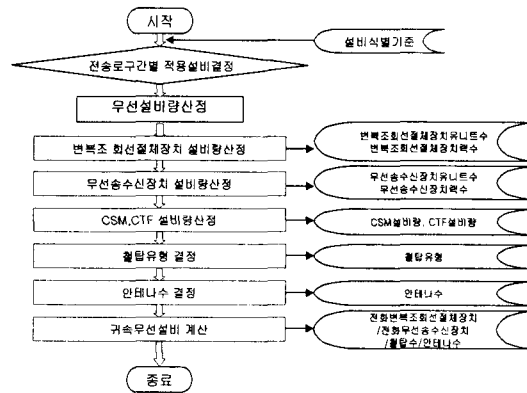 시작
설비식별기준
전송로구간별 적용설비결정
무선설비량산정
변복조 회선절체장치 설비량산정
변복조회선절체장치유니트수
변복조회선절체장치랙수
무선송수신장치 설비량산정
무선송수신장치유니트수
무선송수신장치랙수
CSM,CTF 설비량산정
CSM설비량, CTF설비량
철탑유형 결정
철탑유형
안테나수 결정
안테나수
귀속무선설비 계산
전화변복조회선절체장치
/전화무선송수신장치
/철탑수/안테나수
종료